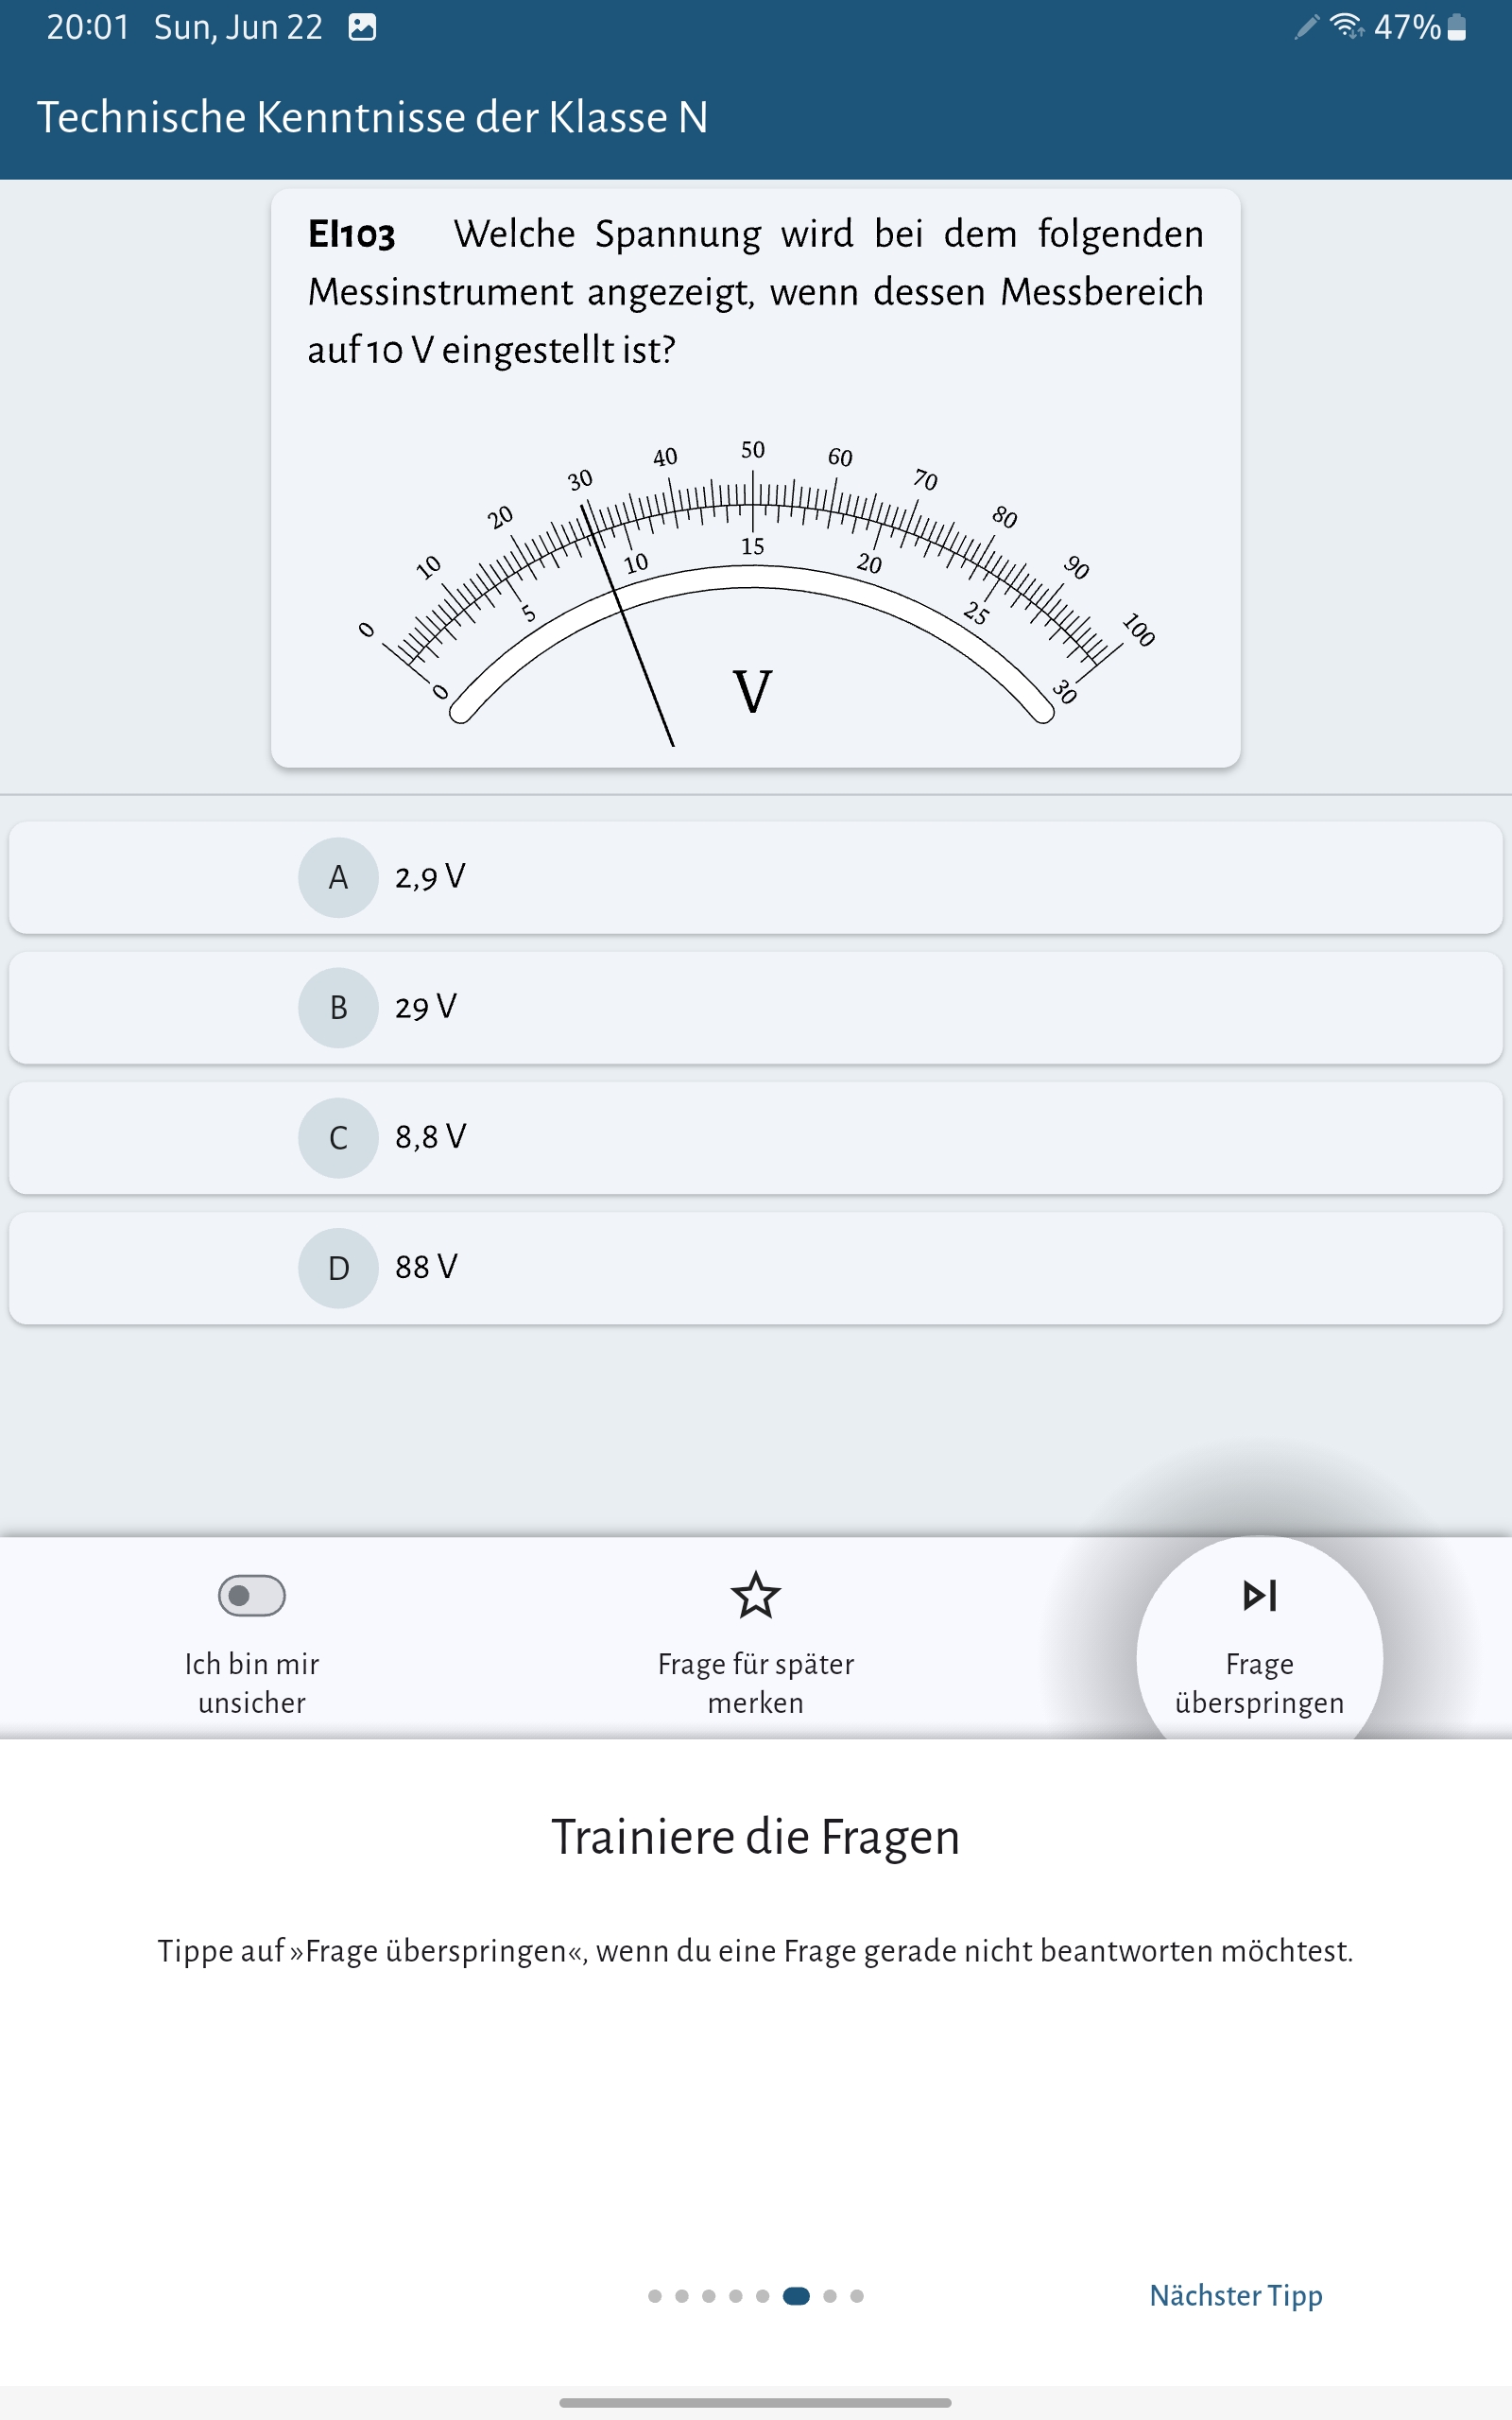 20:01 Sun, Jun 22
47%
Technische Kenntnisse der Klasse N
EI103 Welche Spannung wird bei dem folgenden
Messinstrument angezeigt, wenn dessen Messbereich
auf 10 V eingestellt ist?
0 10 20 30 40 50 60 70 80 90 100
0 5 10 15 20 25 30
V
A 2,9 V
B 29 V
C 8,8 V
D 88 V
Ich bin mir
unsicher
Frage für später
merken
Frage
überspringen
Trainiere die Fragen
Tippe auf »Frage überspringen«, wenn du eine Frage gerade nicht beantworten möchtest.
Nächster Tipp